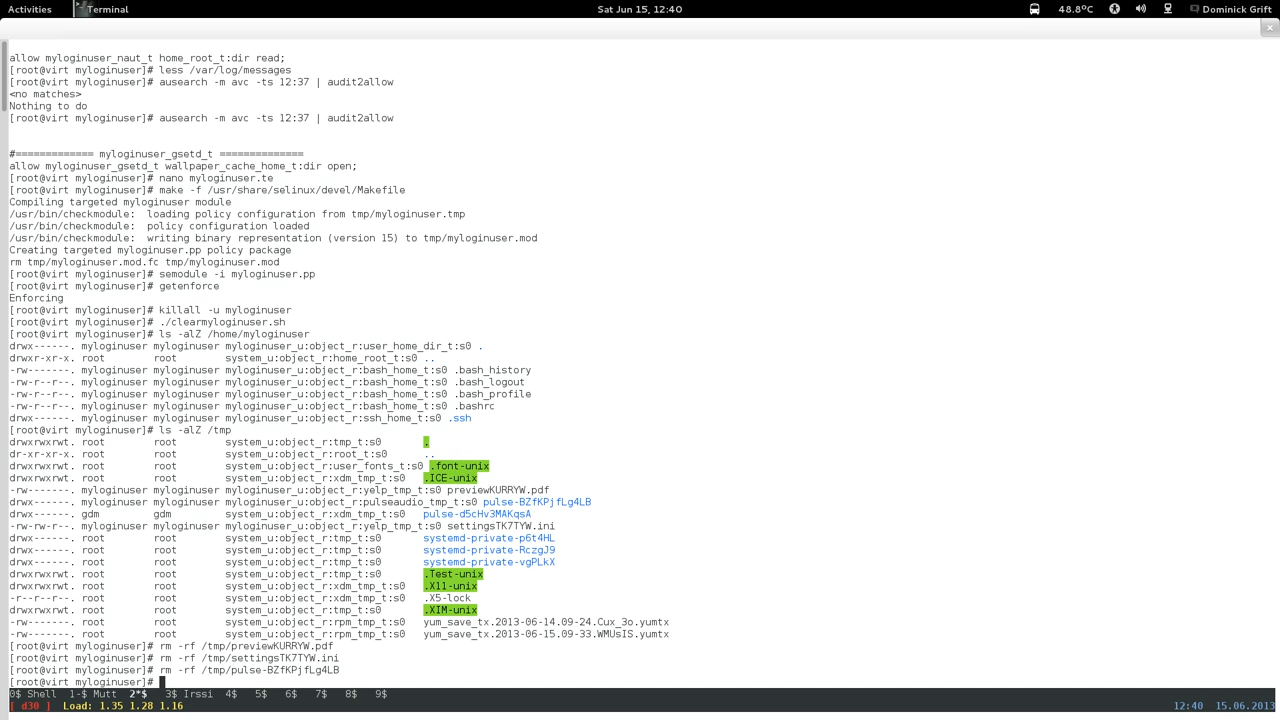 Activities Terminal Sat Jun 15, 12:40 48.8°C Dominick Grift
allow myloginuser_naut_t home_root_t:dir read;
[root@virt myloginuser]# less /var/log/messages
[root@virt myloginuser]# ausearch -m avc -ts 12:37 | audit2allow
<no matches>
Nothing to do
[root@virt myloginuser]# ausearch -m avc -ts 12:37 | audit2allow
#============= myloginuser_gsetd_t ==============
allow myloginuser_gsetd_t wallpaper_cache_home_t:dir open;
[root@virt myloginuser]# nano myloginuser.te
[root@virt myloginuser]# make -f /usr/share/selinux/devel/Makefile
Compiling targeted myloginuser module
/usr/bin/checkmodule:  loading policy configuration from tmp/myloginuser.tmp
/usr/bin/checkmodule:  policy configuration loaded
/usr/bin/checkmodule:  writing binary representation (version 15) to tmp/myloginuser.mod
Creating targeted myloginuser.pp policy package
rm tmp/myloginuser.mod.fc tmp/myloginuser.mod
[root@virt myloginuser]# semodule -i myloginuser.pp
[root@virt myloginuser]# getenforce
Enforcing
[root@virt myloginuser]# killall -u myloginuser
[root@virt myloginuser]# ./clearmyloginuser.sh
[root@virt myloginuser]# ls -alZ /home/myloginuser
drwx------. myloginuser myloginuser myloginuser_u:object_r:user_home_dir_t:s0 .
drwxr-xr-x. root        root        system_u:object_r:home_root_t:s0 ..
-rw-------. myloginuser myloginuser myloginuser_u:object_r:bash_home_t:s0 .bash_history
-rw-r--r--. myloginuser myloginuser myloginuser_u:object_r:bash_home_t:s0 .bash_logout
-rw-r--r--. myloginuser myloginuser myloginuser_u:object_r:bash_home_t:s0 .bash_profile
-rw-r--r--. myloginuser myloginuser myloginuser_u:object_r:bash_home_t:s0 .bashrc
drwx------. myloginuser myloginuser myloginuser_u:object_r:ssh_home_t:s0 .ssh
[root@virt myloginuser]# ls -alZ /tmp
drwxrwxrwt. root        root        system_u:object_r:tmp_t:s0       .
dr-xr-xr-x. root        root        system_u:object_r:root_t:s0      ..
drwxrwxrwt. root        root        system_u:object_r:user_fonts_t:s0 .font-unix
drwxrwxrwt. root        root        system_u:object_r:xdm_tmp_t:s0   .ICE-unix
-rw-------. myloginuser myloginuser myloginuser_u:object_r:yelp_tmp_t:s0 previewKURRYW.pdf
drwx------. myloginuser myloginuser myloginuser_u:object_r:pulseaudio_tmp_t:s0 pulse-BZfKPjfLg4LB
drwx------. gdm         gdm         system_u:object_r:xdm_tmp_t:s0   pulse-d5cHv3MAKqsA
-rw-rw-r--. myloginuser myloginuser myloginuser_u:object_r:yelp_tmp_t:s0 settingsTK7TYW.ini
drwx------. root        root        system_u:object_r:tmp_t:s0       systemd-private-p6t4HL
drwx------. root        root        system_u:object_r:tmp_t:s0       systemd-private-RczgJ9
drwx------. root        root        system_u:object_r:tmp_t:s0       systemd-private-vgPLkX
drwxrwxrwt. root        root        system_u:object_r:tmp_t:s0       .Test-unix
drwxrwxrwt. root        root        system_u:object_r:xdm_tmp_t:s0   .X11-unix
-r--r--r--. root        root        system_u:object_r:xdm_tmp_t:s0   .X5-lock
drwxrwxrwt. root        root        system_u:object_r:tmp_t:s0       .XIM-unix
-rw-------. root        root        system_u:object_r:rpm_tmp_t:s0   yum_save_tx.2013-06-14.09-24.Cux_3o.yumtx
-rw-------. root        root        system_u:object_r:rpm_tmp_t:s0   yum_save_tx.2013-06-15.09-33.WMUsIS.yumtx
[root@virt myloginuser]# rm -rf /tmp/previewKURRYW.pdf
[root@virt myloginuser]# rm -rf /tmp/settingsTK7TYW.ini
[root@virt myloginuser]# rm -rf /tmp/pulse-BZfKPjfLg4LB
[root@virt myloginuser]#
0$ Shell  1-$ Mutt  2*$  3$ Irssi  4$  5$  6$  7$  8$  9$
[ d30 ]  Load: 1.35 1.28 1.16 12:40  15.06.2013